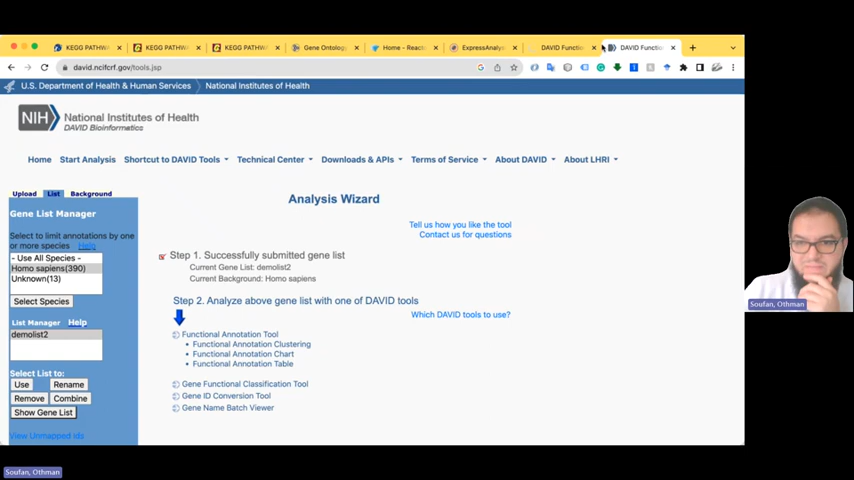 KEGG PATHW
KEGG PATHW
KEGG PATHW
Gene Ontology
Home - Reacto
ExpressAnalys
DAVID Functio
DAVID Functio
david.ncifcrf.gov/tools.jsp
U.S. Department of Health & Human Services
National Institutes of Health
NIH
National Institutes of Health
DAVID Bioinformatics
Home
Start Analysis
Shortcut to DAVID Tools
Technical Center
Downloads & APIs
Terms of Service
About DAVID
About LHRI
Upload
List
Background
Gene List Manager
Select to limit annotations by one
or more species
Help
- Use All Species -
Homo sapiens(390)
Unknown(13)
Select Species
List Manager
Help
demolist2
Select List to:
Use
Rename
Remove
Combine
Show Gene List
View Unmapped Ids
Analysis Wizard
Tell us how you like the tool
Contact us for questions
Step 1. Successfully submitted gene list
Current Gene List: demolist2
Current Background: Homo sapiens
Step 2. Analyze above gene list with one of DAVID tools
Which DAVID tools to use?
Functional Annotation Tool
Functional Annotation Clustering
Functional Annotation Chart
Functional Annotation Table
Gene Functional Classification Tool
Gene ID Conversion Tool
Gene Name Batch Viewer
Soufan, Othman
Soufan, Othman